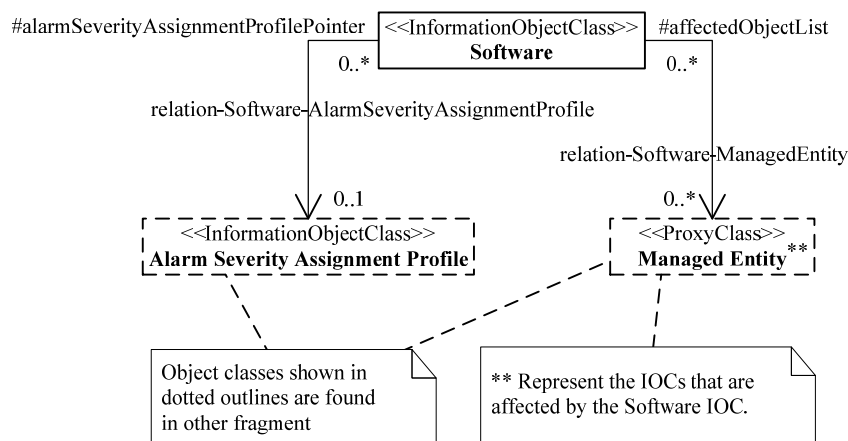 #alarmSeverityAssignmentProfilePointer
<<InformationObjectClass>>
Software
#affectedObjectList
0..*
0..*
relation-Software-AlarmSeverityAssignmentProfile
relation-Software-ManagedEntity
0..1
0..*
<<InformationObjectClass>>
Alarm Severity Assignment Profile
<<ProxyClass>>
Managed Entity**
Object classes shown in
dotted outlines are found
in other fragment
** Represent the IOCs that are
affected by the Software IOC.